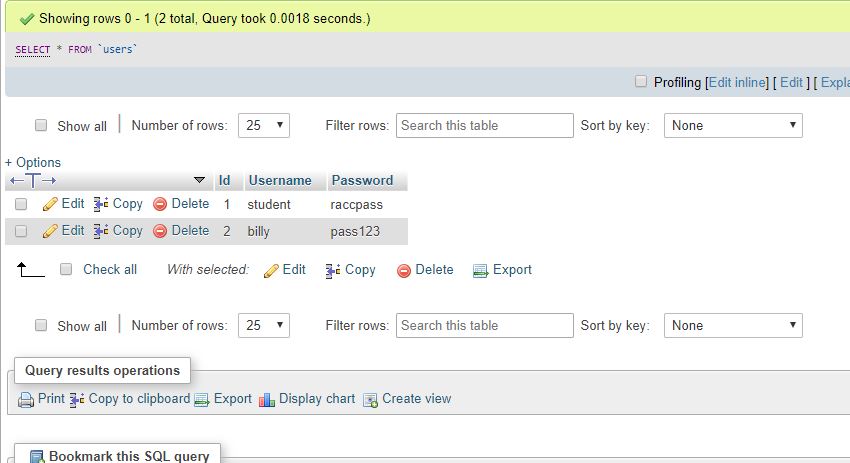 Showing rows 0 - 1 (2 total, Query took 0.0018 seconds.)
SELECT * FROM `users`
Profiling [Edit inline] [ Edit ] [
Show all Number of rows: 25 Filter rows: Search this table Sort by key: None
+ Options
Id Username Password
Edit Copy Delete 1 student raccpass
Edit Copy Delete 2 billy pass123
Check all With selected: Edit Copy Delete Export
Show all Number of rows: 25 Filter rows: Search this table Sort by key: None
Query results operations
Print Copy to clipboard Export Display chart Create view
Bookmark this SQL query